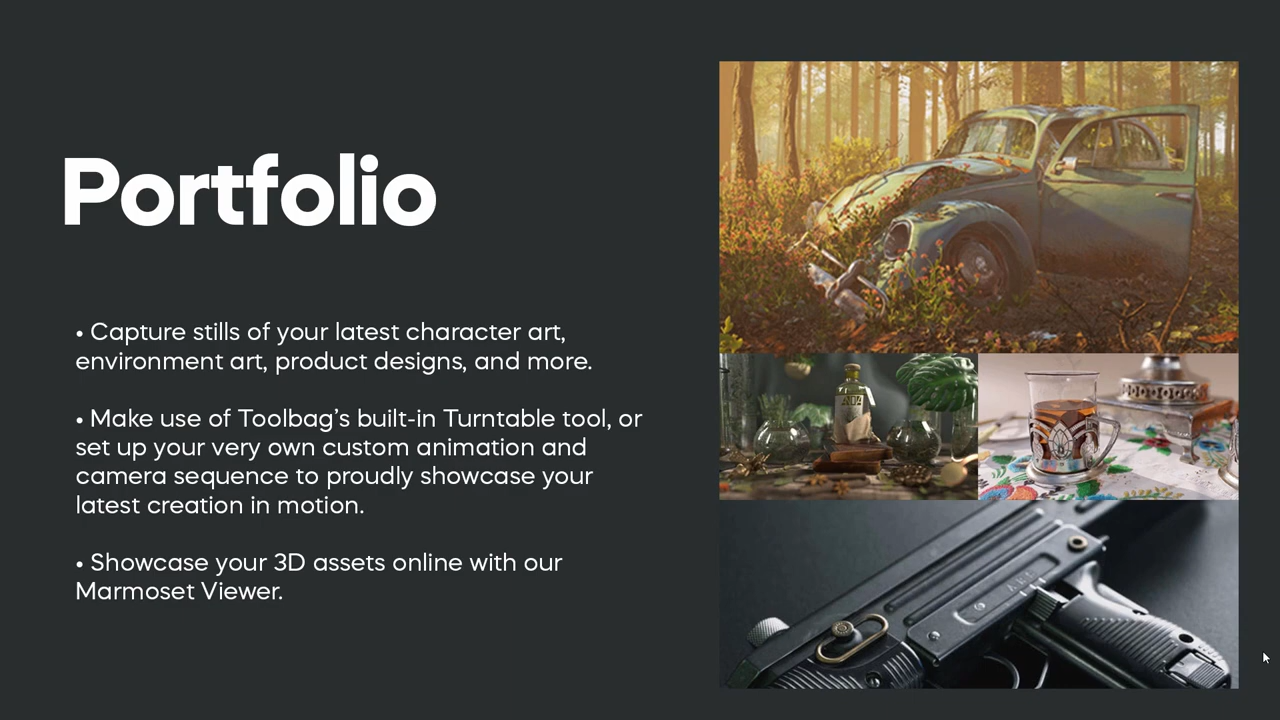 Portfolio
• Capture stills of your latest character art,
environment art, product designs, and more.
• Make use of Toolbag’s built-in Turntable tool, or
set up your very own custom animation and
camera sequence to proudly showcase your
latest creation in motion.
• Showcase your 3D assets online with our
Marmoset Viewer.